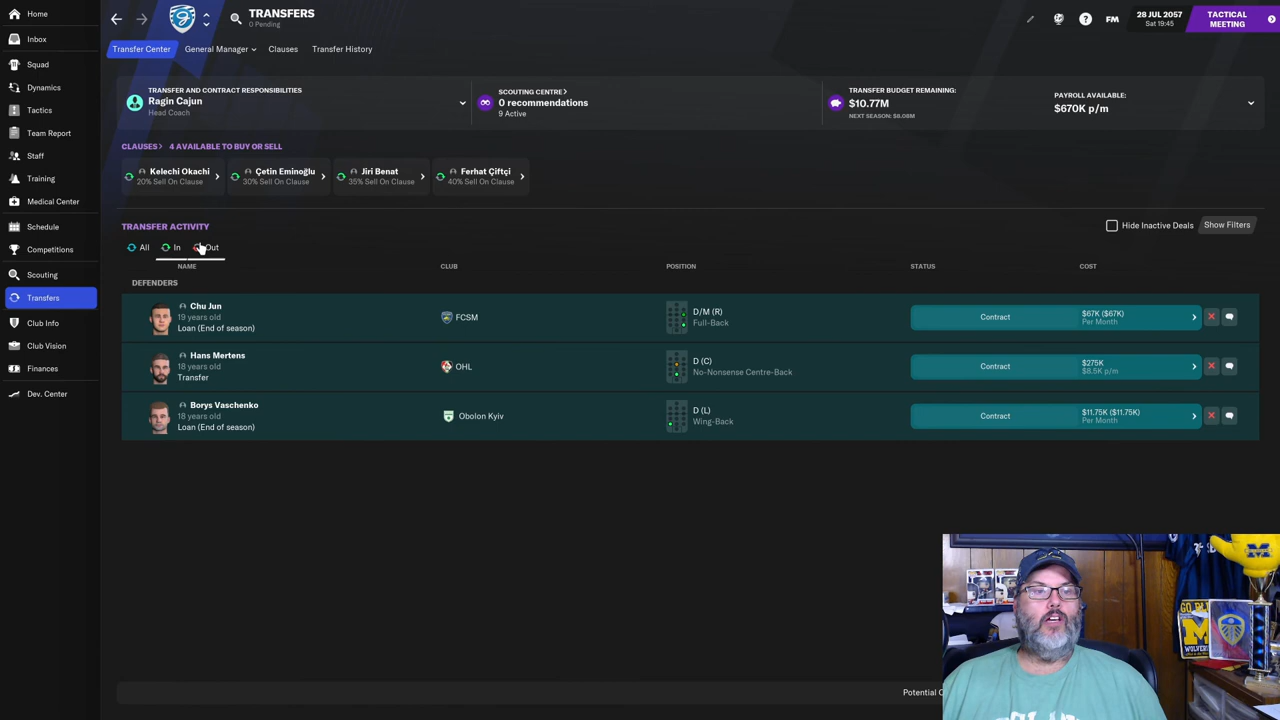 Home
Inbox
Squad
Dynamics
Tactics
Team Report
Staff
Training
Medical Center
Schedule
Competitions
Scouting
Transfers
Club Info
Club Vision
Finances
Dev. Center
TRANSFERS
0 Pending
FM
28 JUL 2057
Sat 19:45
TACTICAL
MEETING
Transfer Center
General Manager
Clauses
Transfer History
TRANSFER AND CONTRACT RESPONSIBILITIES
Ragin Cajun
Head Coach
SCOUTING CENTRE
0 recommendations
9 Active
TRANSFER BUDGET REMAINING:
$10.77M
NEXT SEASON: $8.08M
PAYROLL AVAILABLE:
$670K p/m
CLAUSES 4 AVAILABLE TO BUY OR SELL
Kelechi Okachi
20% Sell On Clause
Çetin Eminoğlu
30% Sell On Clause
Jiri Benat
35% Sell On Clause
Ferhat Çiftçi
40% Sell On Clause
TRANSFER ACTIVITY
Hide Inactive Deals
Show Filters
All In Out
NAME CLUB POSITION STATUS COST
DEFENDERS
Chu Jun
19 years old
Loan (End of season)
FCSM
D/M (R)
Full-Back
Contract
$67K ($67K)
Per Month
Hans Mertens
18 years old
Transfer
OHL
D (C)
No-Nonsense Centre-Back
Contract
$275K
$8.5K p/m
Borys Vaschenko
18 years old
Loan (End of season)
Obolon Kyiv
D (L)
Wing-Back
Contract
$11.75K ($11.75K)
Per Month
Potential
M
GO BLUE
M
WOLVERINES